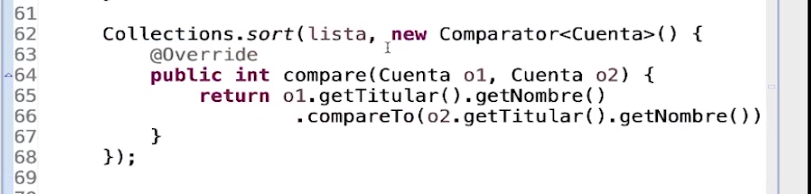 61
62 Collections.sort(lista, new Comparator<Cuenta>() {
63 @Override
64 public int compare(Cuenta o1, Cuenta o2) {
65 return o1.getTitular().getNombre()
66 .compareTo(o2.getTitular().getNombre())
67 }
68 });
69